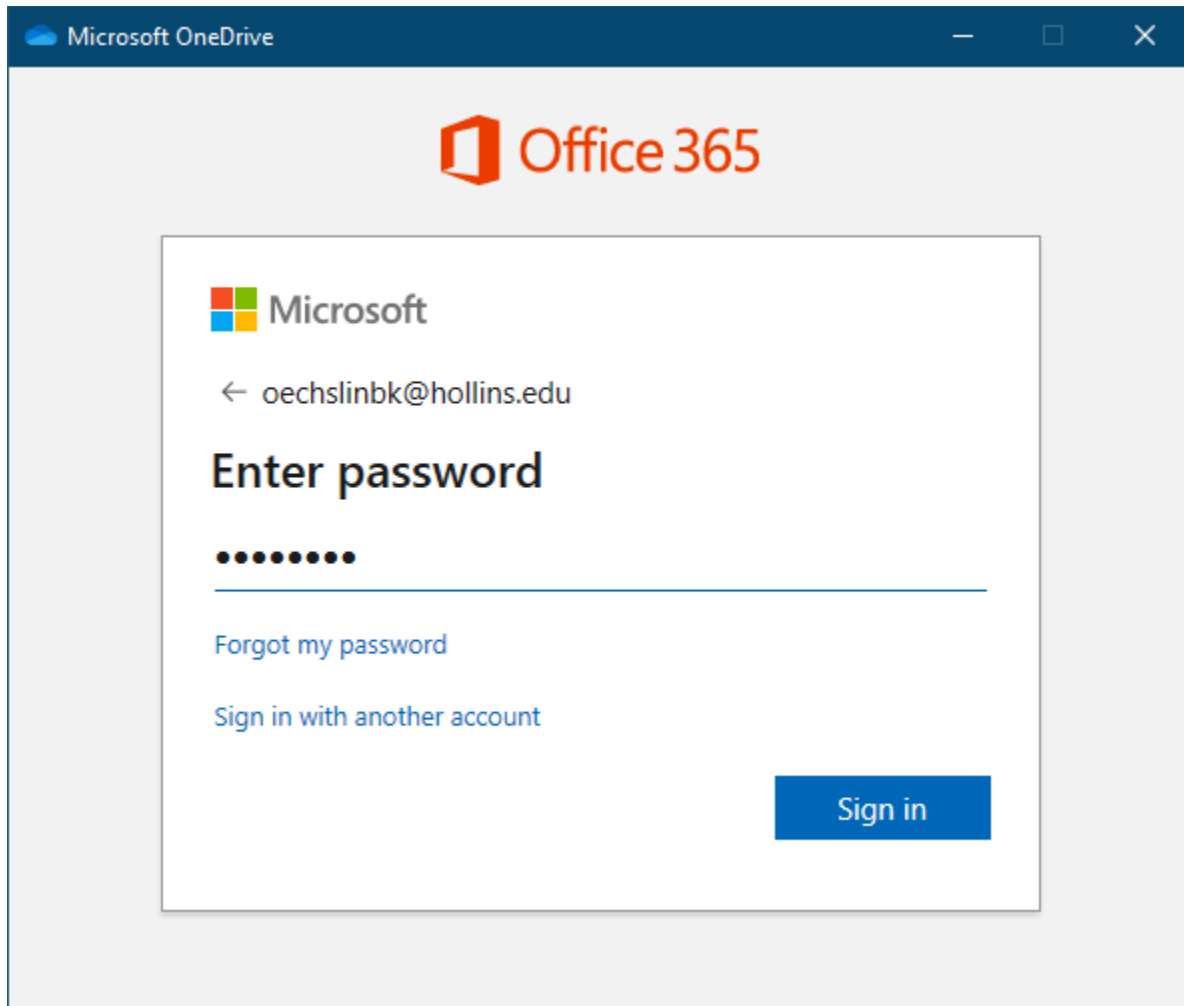 Microsoft OneDrive
Office 365
Microsoft
← oechslinbk@hollins.edu
Enter password
••••••••
Forgot my password
Sign in with another account
Sign in